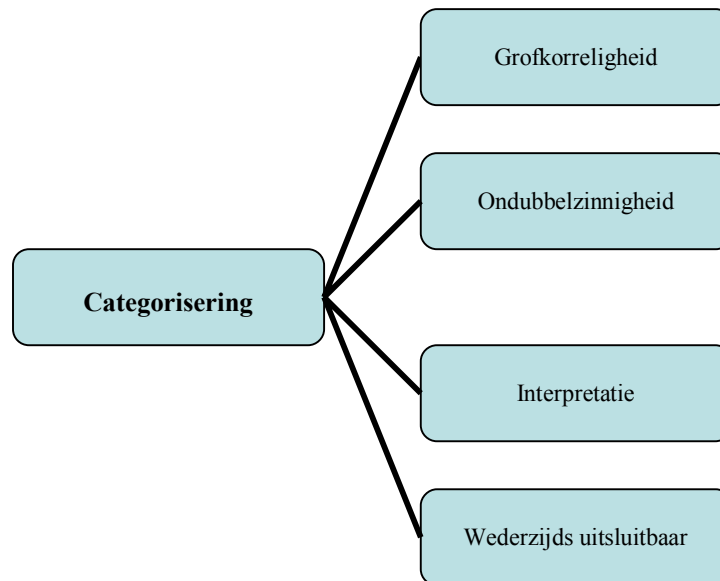 Grofkorreligheid
Ondubbelzinnigheid
Categorisering
Interpretatie
Wederzijds uitsluitbaar